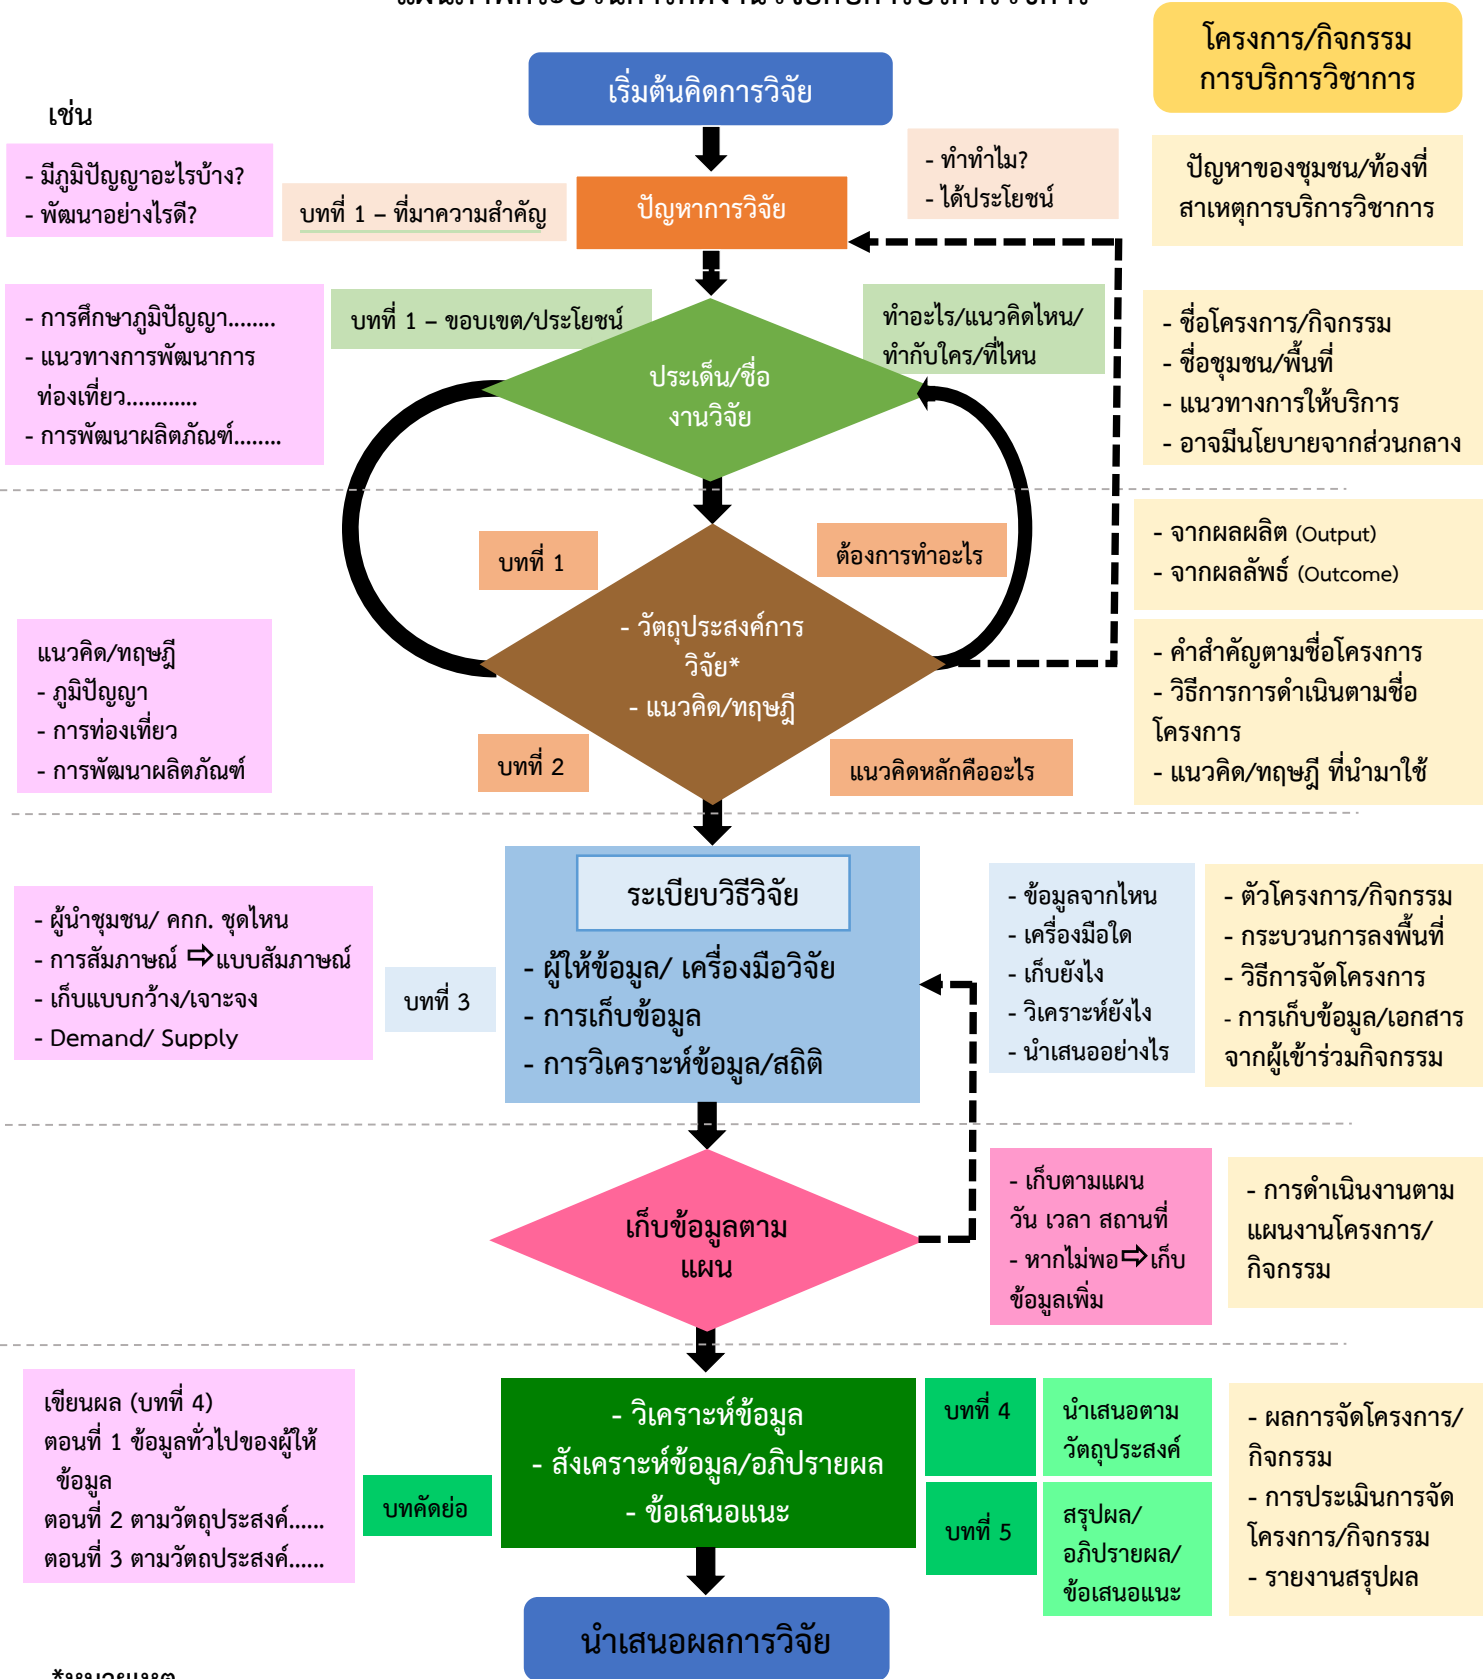 แผนภาพกระบวนการคิดงานวิจัยกับการบริการวิชาการ
โครงการ/กิจกรรม
การบริการวิชาการ
เริ่มต้นคิดการวิจัย
เช่น
- มีภูมิปัญญาอะไรบ้าง?
- พัฒนาอย่างไรดี?
บทที่ 1 – ที่มาความสำคัญ
ปัญหาการวิจัย
- ทำทำไม?
- ได้ประโยชน์
ปัญหาของชุมชน/ท้องที่
สาเหตุการบริการวิชาการ
- การศึกษาภูมิปัญญา........
- แนวทางการพัฒนาการ
ท่องเที่ยว............
- การพัฒนาผลิตภัณฑ์........
บทที่ 1 – ขอบเขต/ประโยชน์
ประเด็น/ชื่อ
งานวิจัย
ทำอะไร/แนวคิดไหน/
ทำกับใคร/ที่ไหน
- ชื่อโครงการ/กิจกรรม
- ชื่อชุมชน/พื้นที่
- แนวทางการให้บริการ
- อาจมีนโยบายจากส่วนกลาง
บทที่ 1
ต้องการทำอะไร
- จากผลผลิต (Output)
- จากผลลัพธ์ (Outcome)
แนวคิด/ทฤษฎี
- ภูมิปัญญา
- การท่องเที่ยว
- การพัฒนาผลิตภัณฑ์
- วัตถุประสงค์การ
วิจัย*
- แนวคิด/ทฤษฎี
บทที่ 2
แนวคิดหลักคืออะไร
- คำสำคัญตามชื่อโครงการ
- วิธีการการดำเนินตามชื่อ
โครงการ
- แนวคิด/ทฤษฎี ที่นำมาใช้
- ผู้นำชุมชน/ คกก. ชุดไหน
- การสัมภาษณ์ ⇨แบบสัมภาษณ์
- เก็บแบบกว้าง/เจาะจง
- Demand/ Supply
บทที่ 3
ระเบียบวิธีวิจัย
- ผู้ให้ข้อมูล/ เครื่องมือวิจัย
- การเก็บข้อมูล
- การวิเคราะห์ข้อมูล/สถิติ
- ข้อมูลจากไหน
- เครื่องมือใด
- เก็บยังไง
- วิเคราะห์ยังไง
- นำเสนออย่างไร
- ตัวโครงการ/กิจกรรม
- กระบวนการลงพื้นที่
- วิธีการจัดโครงการ
- การเก็บข้อมูล/เอกสาร
จากผู้เข้าร่วมกิจกรรม
เก็บข้อมูลตาม
แผน
- เก็บตามแผน
วัน เวลา สถานที่
- หากไม่พอ⇨เก็บ
ข้อมูลเพิ่ม
- การดำเนินงานตาม
แผนงานโครงการ/
กิจกรรม
เขียนผล (บทที่ 4)
ตอนที่ 1 ข้อมูลทั่วไปของผู้ให้
ข้อมูล
ตอนที่ 2 ตามวัตถุประสงค์......
ตอนที่ 3 ตามวัตถุประสงค์......
บทคัดย่อ
- วิเคราะห์ข้อมูล
- สังเคราะห์ข้อมูล/อภิปรายผล
- ข้อเสนอแนะ
บทที่ 4
นำเสนอตาม
วัตถุประสงค์
บทที่ 5
สรุปผล/
อภิปรายผล/
ข้อเสนอแนะ
- ผลการจัดโครงการ/
กิจกรรม
- การประเมินการจัด
โครงการ/กิจกรรม
- รายงานสรุปผล
นำเสนอผลการวิจัย
*หมายเหตุ